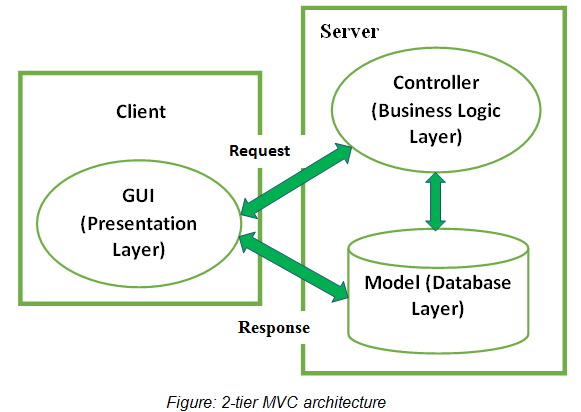 Server
Controller
(Business Logic
Layer)
Client
Request
GUI
(Presentation
Layer)
Model (Database
Layer)
Response
Figure: 2-tier MVC architecture